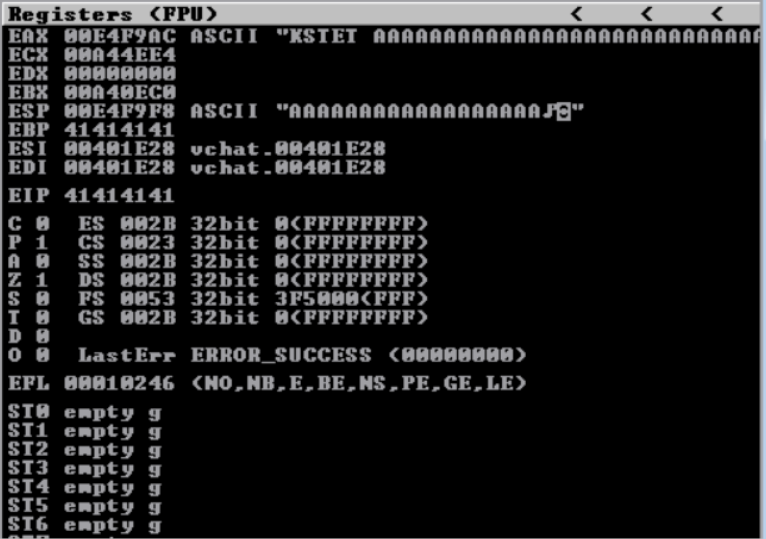 Registers (FPU) < < <
EAX 00E4F9AC ASCII "KSTET AAAAAAAAAAAAAAAAAAAAAAAAAAAA
ECX 00A44EE4
EDX 00000000
EBX 00A40EC0
ESP 00E4F9F8 ASCII "AAAAAAAAAAAAAAAAAA♪◙"
EBP 41414141
ESI 00401E28 vchat.00401E28
EDI 00401E28 vchat.00401E28
EIP 41414141
C 0 ES 002B 32bit 0(FFFFFFFF)
P 1 CS 0023 32bit 0(FFFFFFFF)
A 0 SS 002B 32bit 0(FFFFFFFF)
Z 1 DS 002B 32bit 0(FFFFFFFF)
S 0 FS 0053 32bit 3F5000(FFF)
T 0 GS 002B 32bit 0(FFFFFFFF)
D 0
O 0 LastErr ERROR_SUCCESS (00000000)
EFL 00010246 (NO,NB,E,BE,NS,PE,GE,LE)
ST0 empty g
ST1 empty g
ST2 empty g
ST3 empty g
ST4 empty g
ST5 empty g
ST6 empty g